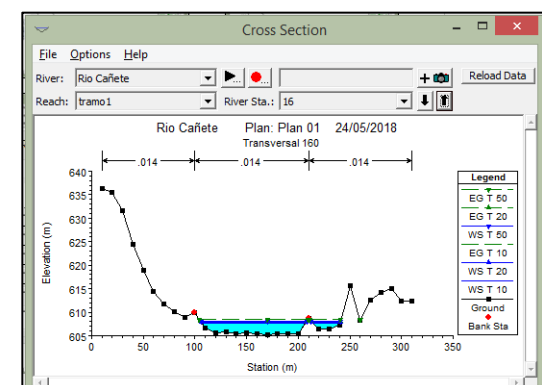 Cross Section
File Options Help
River: Rio Cañete Reload Data
Reach: tramo1 River Sta.: 16
Rio Cañete Plan: Plan 01 24/05/2018
Transversal 160
.014 .014 .014
Legend
EG T 50
EG T 20
WS T 50
EG T 10
WS T 20
WS T 10
Ground
Bank Sta
Elevation (m)
640
635
630
625
620
615
610
605
0 50 100 150 200 250 300 350
Station (m)